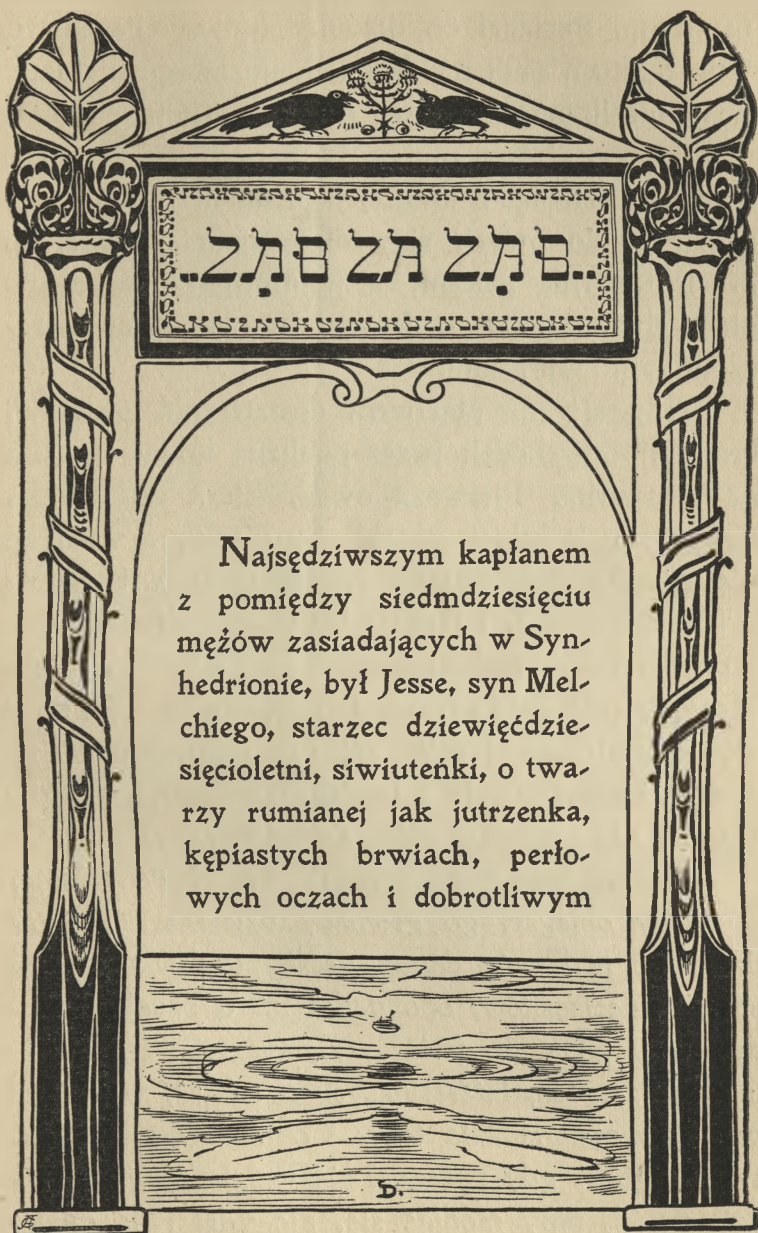 „ZĄB ZA ZĄB..
Najsędziwszym kapłanem
z pomiędzy siedmdziesięciu
mężów zasiadających w Syn-
hedrionie, był Jesse, syn Mel-
chiego, starzec dziewięćdzie-
sięcioletni, siwiuteńki, o twa-
rzy rumianej jak jutrzenka,
kępiastych brwiach, perło-
wych oczach i dobrotliwym
D.